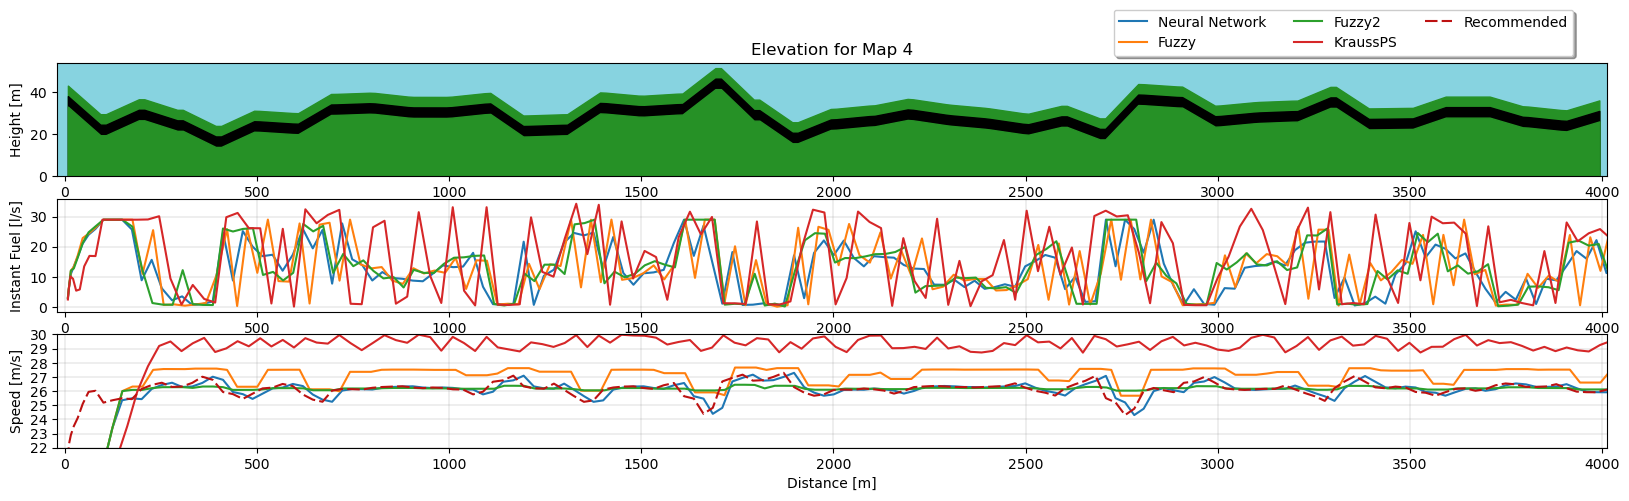 Neural Network Fuzzy2 Recommended
Fuzzy KraussPS
Elevation for Map 4
Height [m]
40
20
0
0 500 1000 1500 2000 2500 3000 3500 4000
Instant Fuel [l/s]
30
20
10
0
0 500 1000 1500 2000 2500 3000 3500 4000
Speed [m/s]
30
29
28
27
26
25
24
23
22
0 500 1000 1500 2000 2500 3000 3500 4000
Distance [m]